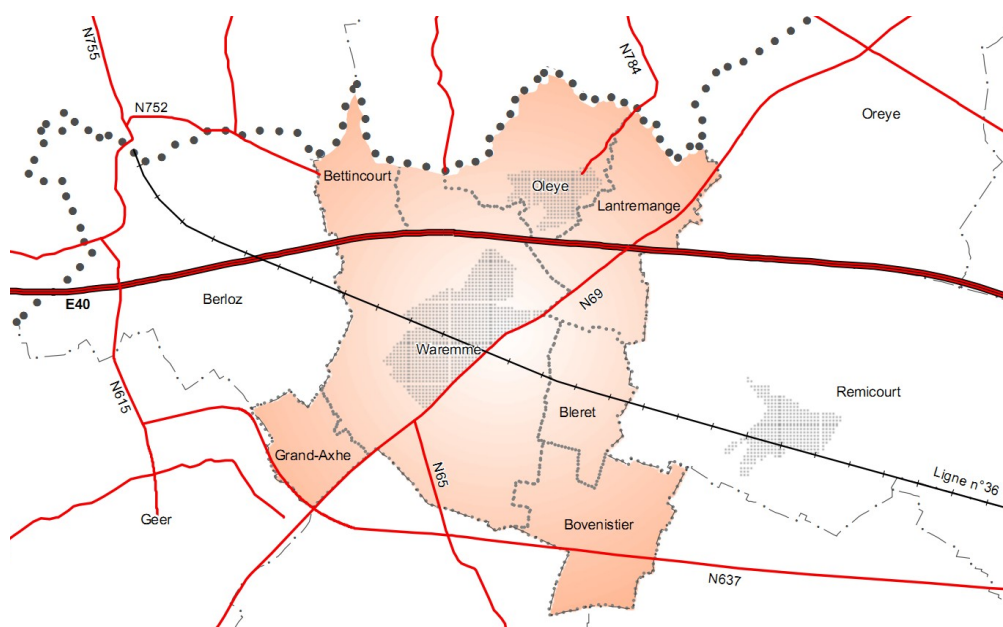 N755
N784
N752
Oreye
Bettincourt
Oleye
Lantremange
E40
Berloz
N69
Waremme
N615
Remicourt
Bleret
Grand-Axhe
N65
Ligne n°36
Geer
Bovenistier
N637